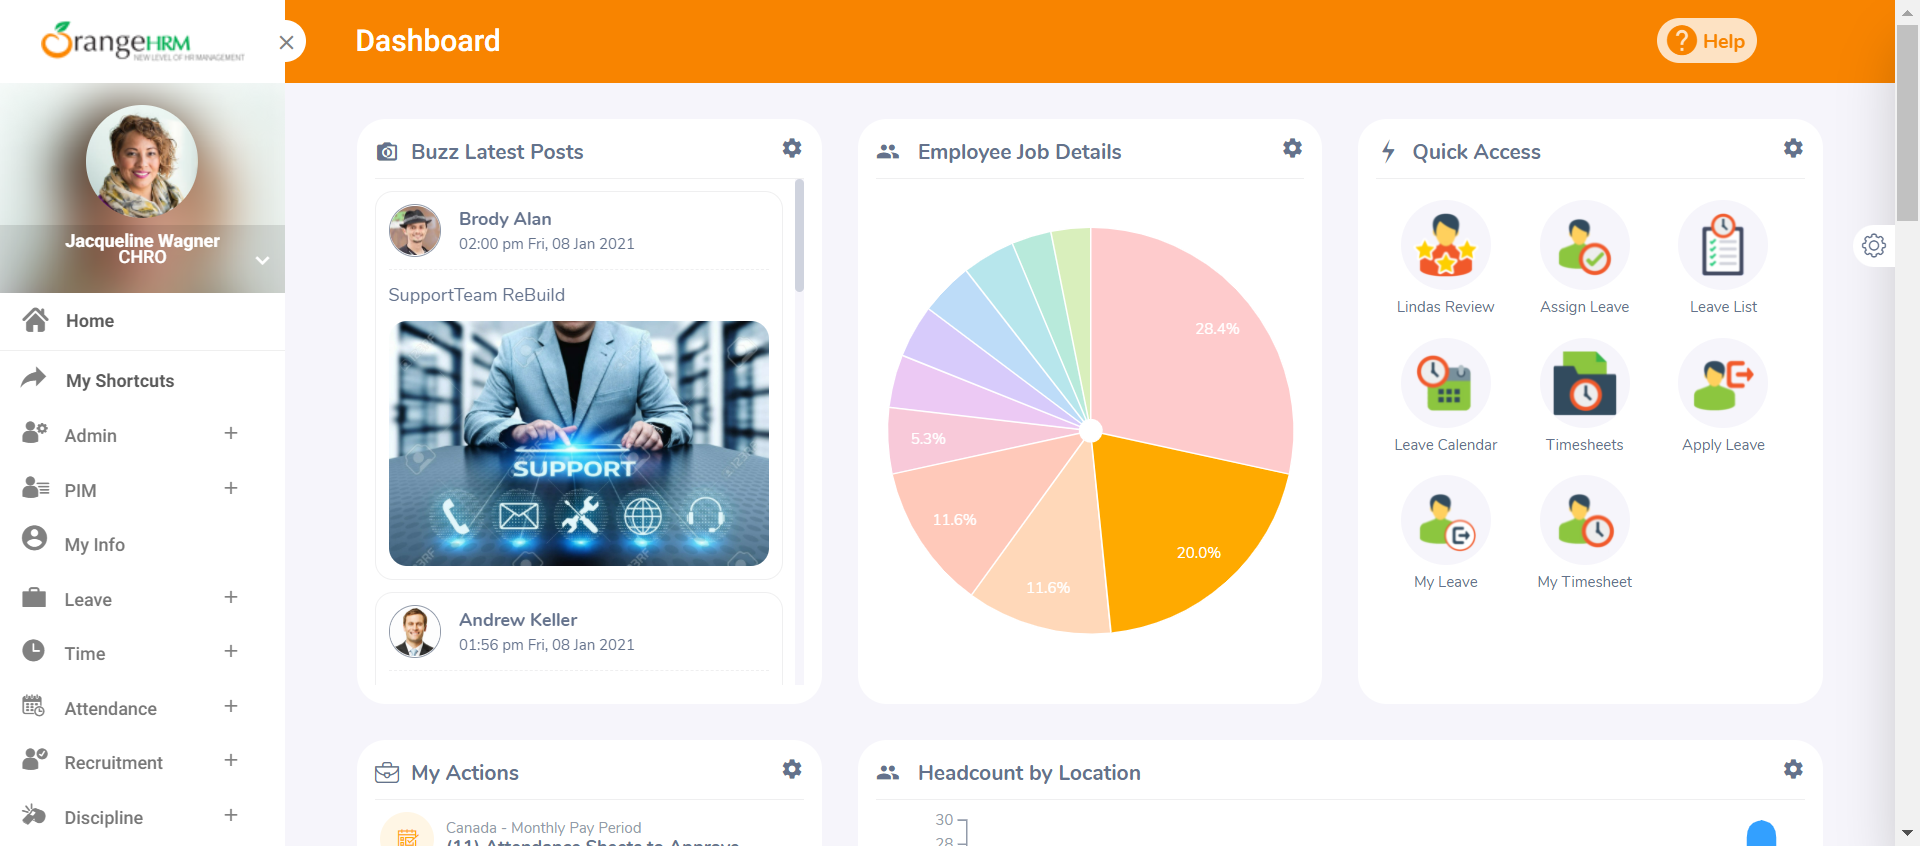 OrangeHRM
NEW LEVEL OF HR MANAGEMENT
Dashboard
Help
Jacqueline Wagner
CHRO
Home
My Shortcuts
Admin
PIM
My Info
Leave
Time
Attendance
Recruitment
Discipline
Buzz Latest Posts
Brody Alan
02:00 pm Fri, 08 Jan 2021
SupportTeam ReBuild
SUPPORT
Andrew Keller
01:56 pm Fri, 08 Jan 2021
Employee Job Details
28.4%
5.3%
11.6%
20.0%
11.6%
Quick Access
Lindas Review
Assign Leave
Leave List
Leave Calendar
Timesheets
Apply Leave
My Leave
My Timesheet
My Actions
Canada - Monthly Pay Period
(11) Attendance Sheets to Approve
Headcount by Location
30
28